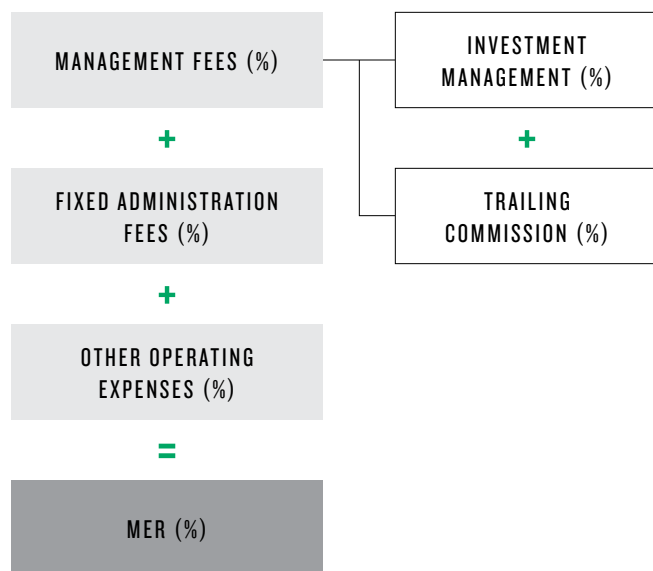 MANAGEMENT FEES (%)
INVESTMENT
MANAGEMENT (%)
+
+
FIXED ADMINISTRATION
FEES (%)
TRAILING
COMMISSION (%)
+
OTHER OPERATING
EXPENSES (%)
=
MER (%)